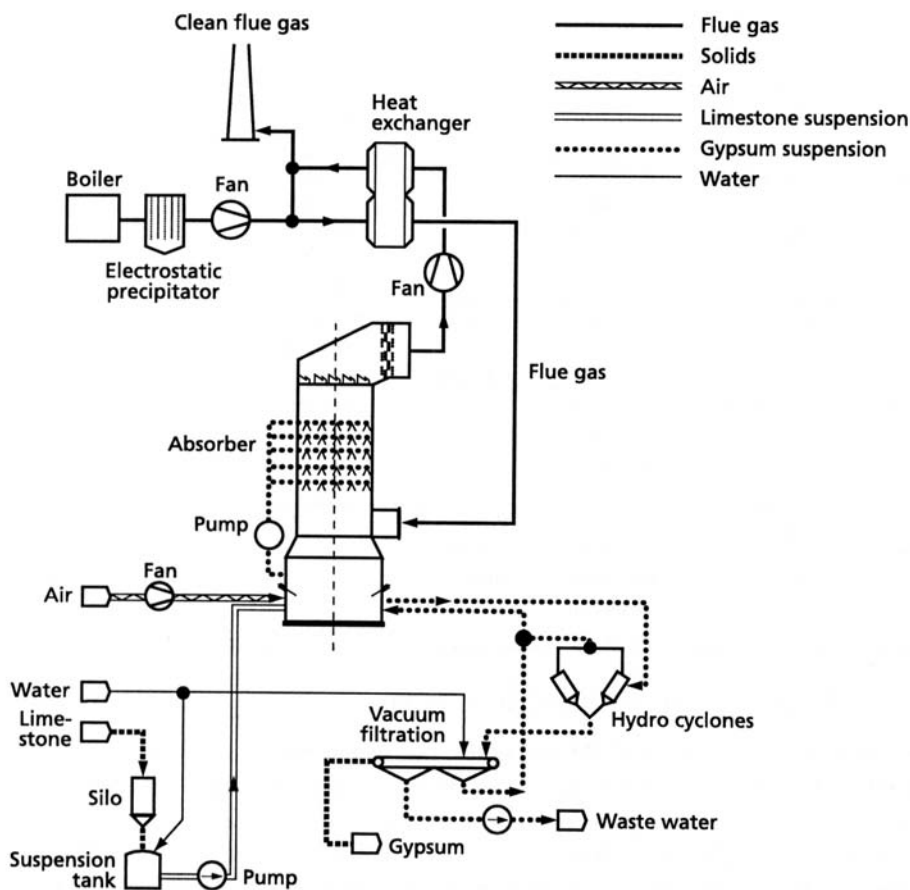 Clean flue gas
Flue gas
Solids
Air
Limestone suspension
Gypsum suspension
Water
Heat
exchanger
Boiler
Fan
Electrostatic
precipitator
Fan
Flue gas
Absorber
Pump
Fan
Air
Water
Lime-
stone
Vacuum
filtration
Hydro cyclones
Silo
Waste water
Gypsum
Suspension
tank
Pump